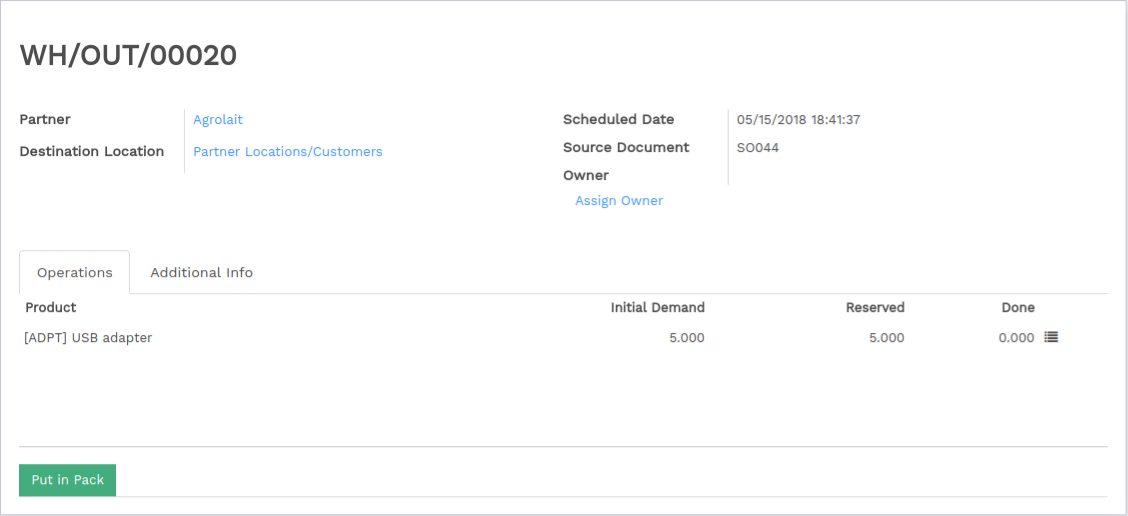 WH/OUT/00020
Partner Agrolait
Destination Location Partner Locations/Customers
Scheduled Date 05/15/2018 18:41:37
Source Document SO044
Owner
Assign Owner
Operations Additional Info
Product Initial Demand Reserved Done
[ADPT] USB adapter 5.000 5.000 0.000
Put in Pack